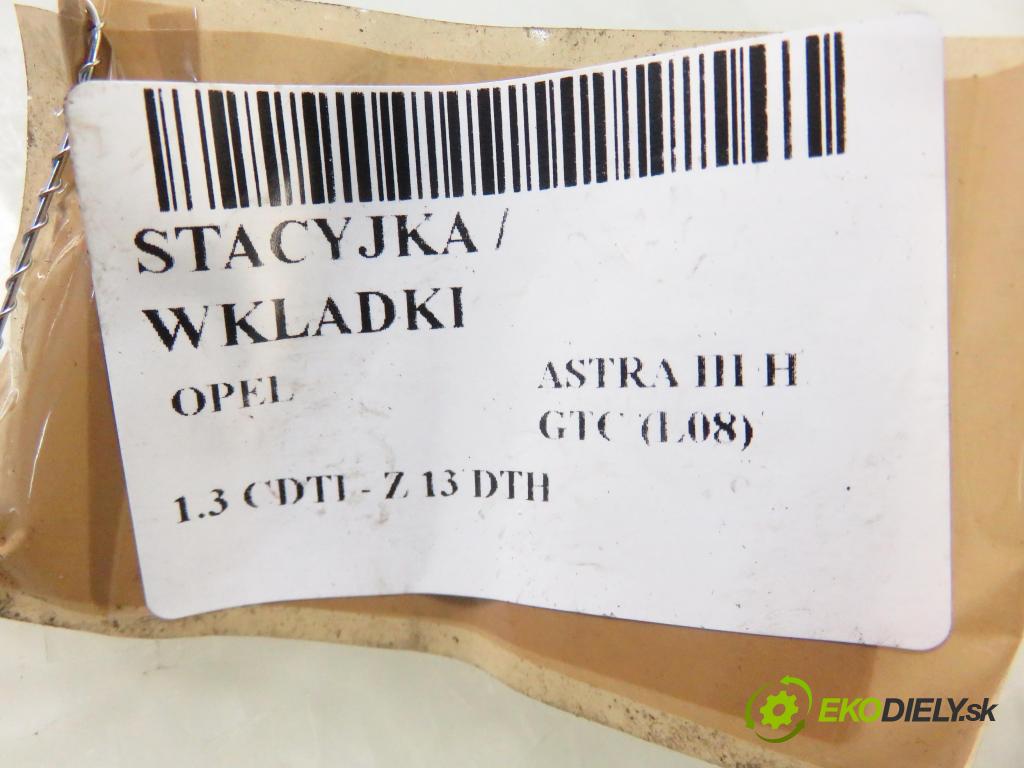 STACYJKA /
WKLADKI
OPEL
ASTRA III H
GTC (L08)
1.3 CDTI - Z 13 DTH
EKODIELY.sk